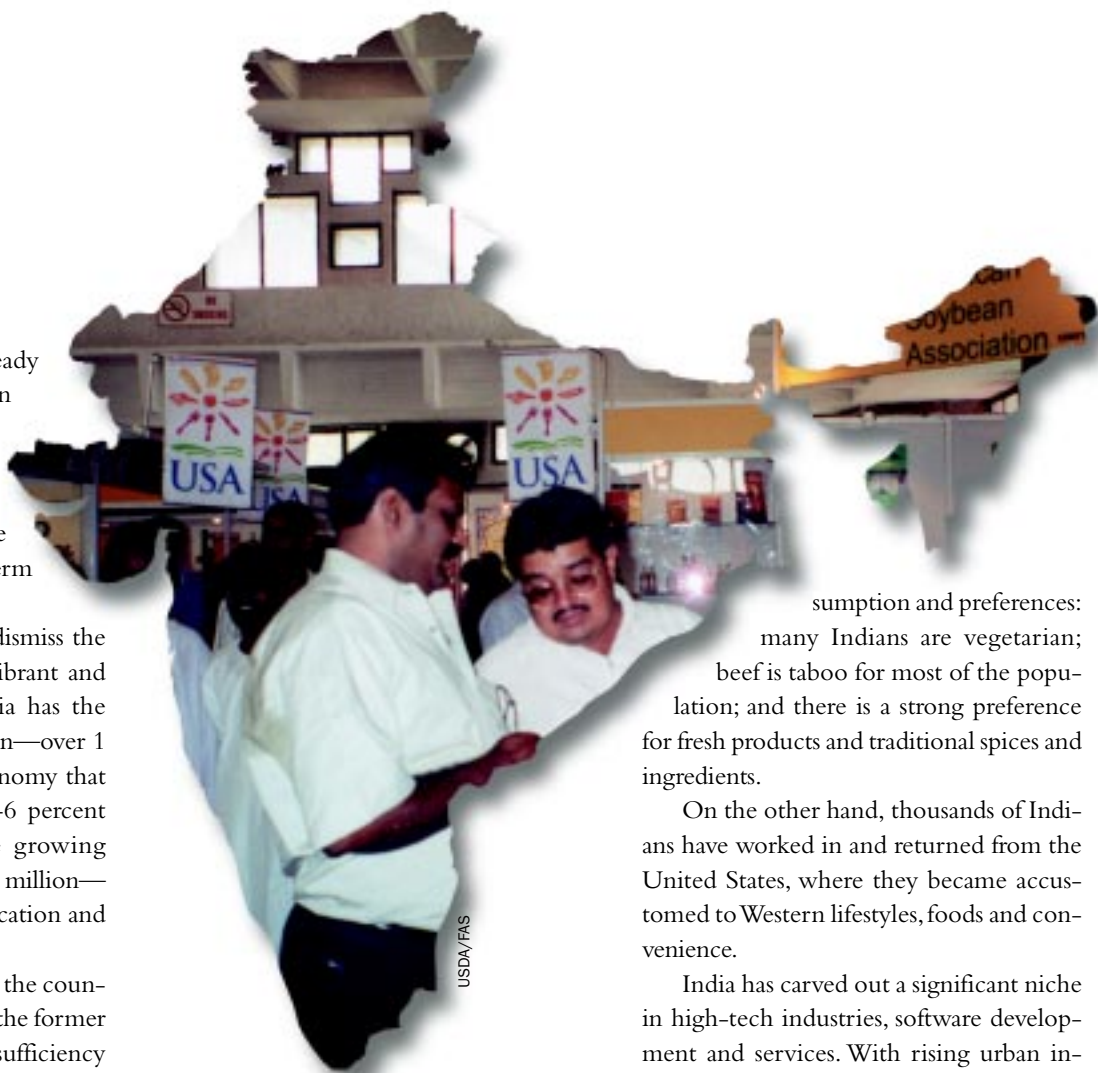 eady
n
e
erm
dismiss the
ibrant and
ia has the
n—over 1
nomy that
-6 percent
growing
million—
cation and
the coun-
the former
sufficiency
NO
SMOKING
can
Soybean
Association
USA
USA
USA
USDA/FAS
sumption and preferences:
many Indians are vegetarian;
beef is taboo for most of the popu-
lation; and there is a strong preference
for fresh products and traditional spices and
ingredients.
On the other hand, thousands of Indi-
ans have worked in and returned from the
United States, where they became accus-
tomed to Western lifestyles, foods and con-
venience.
India has carved out a significant niche
in high-tech industries, software develop-
ment and services. With rising urban in-